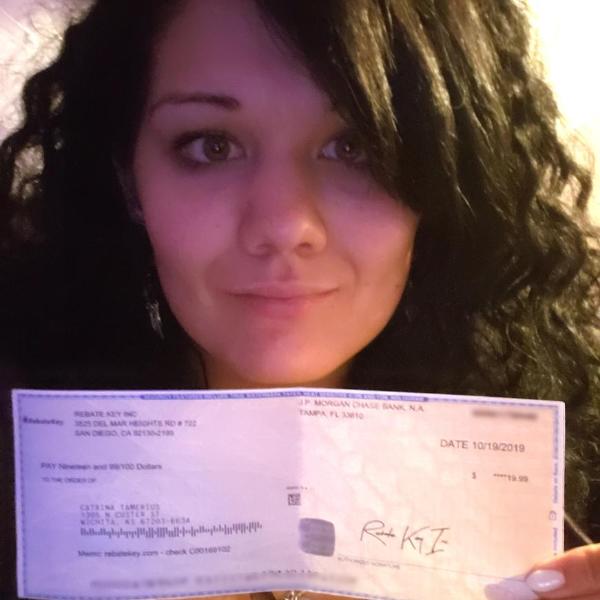 RebateKey
REBATE KEY INC
3525 DEL MAR HEIGHTS RD # 722
SAN DIEGO, CA 92130-2199
J.P. MORGAN CHASE BANK, N.A.
TAMPA, FL 33610
DATE 10/19/2019
PAY Nineteen and 99/100 Dollars
$ ****19.99
TO THE ORDER OF
CATRINA TAMERIUS
1305 N CUSTER ST
WICHITA, KS 67203-6634
Rebate Key In
AUTHORIZED SIGNATURE
Memo: rebatekey.com - check C00169102